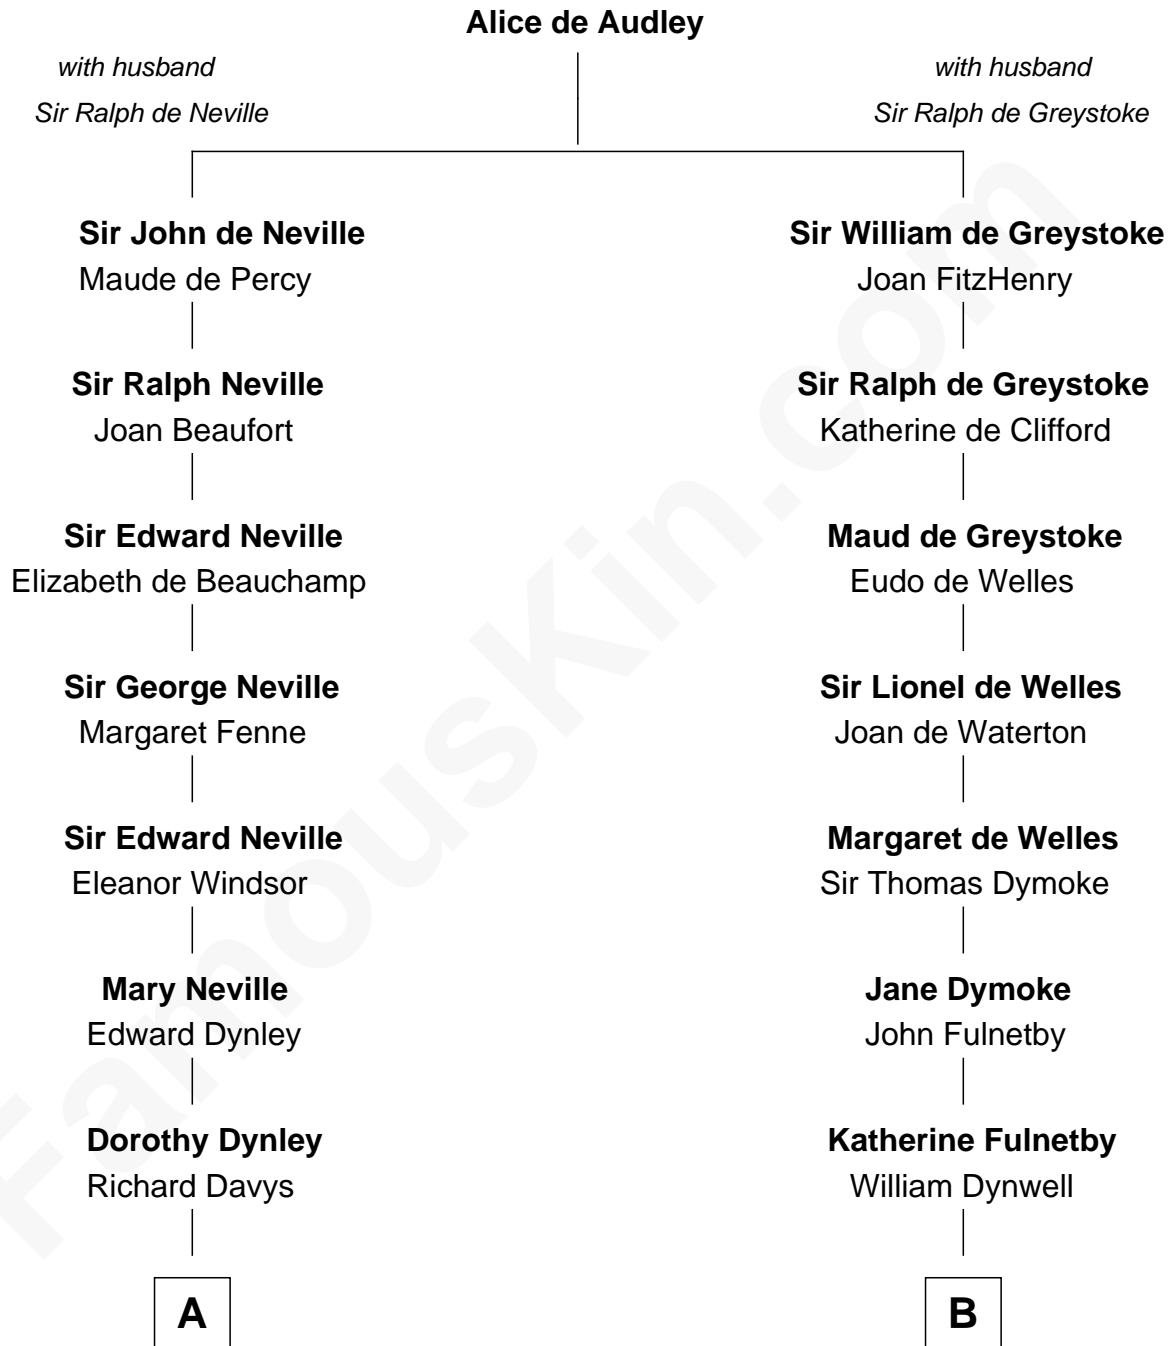 Alice de Audley
with husband
Sir Ralph de Neville
with husband
Sir Ralph de Greystoke
Sir John de Neville
Maude de Percy
Sir William de Greystoke
Joan FitzHenry
Sir Ralph Neville
Joan Beaufort
Sir Ralph de Greystoke
Katherine de Clifford
Sir Edward Neville
Elizabeth de Beauchamp
Maud de Greystoke
Eudo de Welles
Sir George Neville
Margaret Fenne
Sir Lionel de Welles
Joan de Waterton
Sir Edward Neville
Eleanor Windsor
Margaret de Welles
Sir Thomas Dymoke
Mary Neville
Edward Dynley
Jane Dymoke
John Fulnetby
Dorothy Dynley
Richard Davys
Katherine Fulnetby
William Dynwell
A
B
FamousKin.com